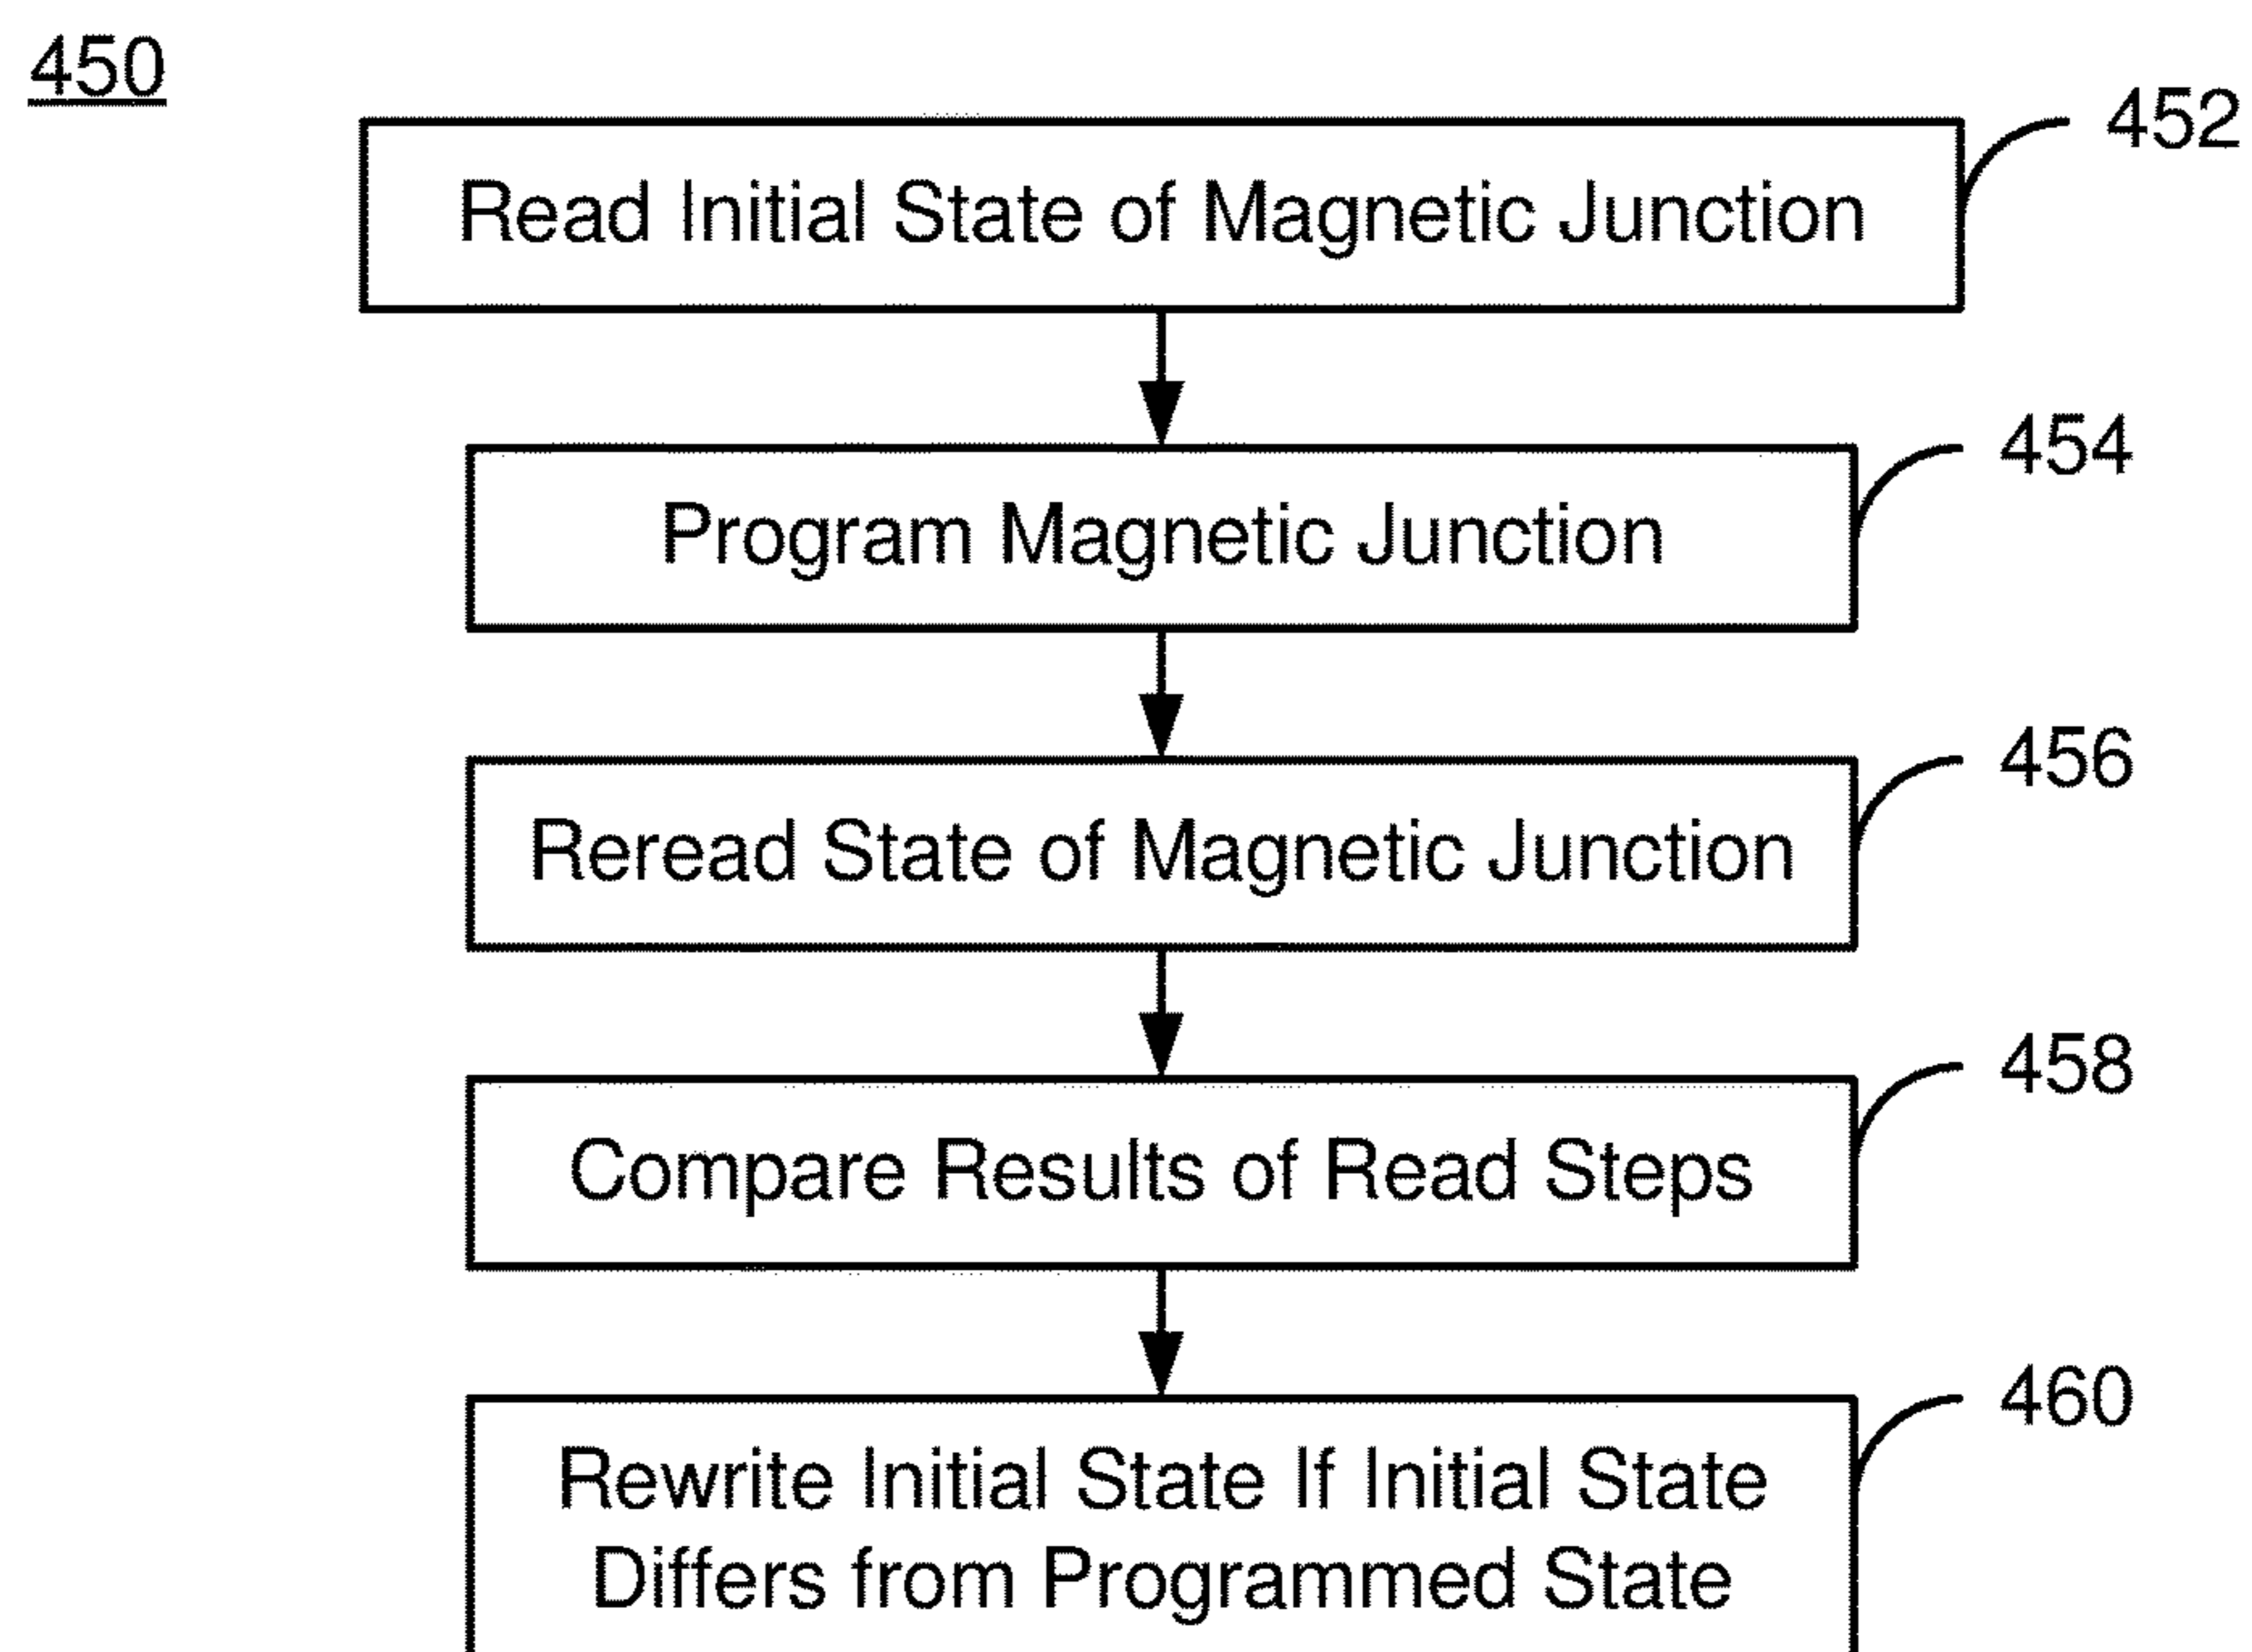 450
452
Read Initial State of Magnetic Junction
454
Program Magnetic Junction
456
Reread State of Magnetic Junction
458
Compare Results of Read Steps
460
Rewrite Initial State If Initial State
Differs from Programmed State